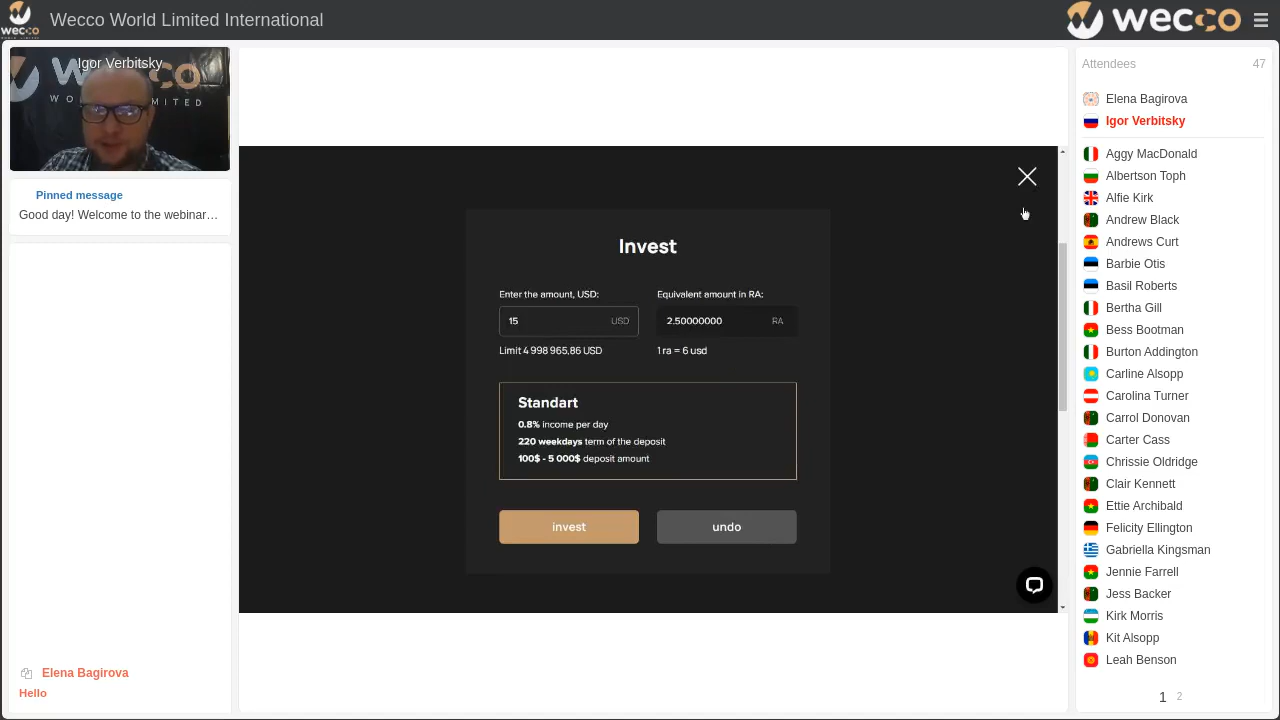 wecco
Wecco World Limited International
wecco
Igor Verbitsky
Pinned message
Good day! Welcome to the webinar…
Elena Bagirova
Hello
Invest
Enter the amount, USD:
Equivalent amount in RA:
15 USD
2.50000000 RA
Limit 4 998 965,86 USD
1 ra = 6 usd
Standart
0.8% income per day
220 weekdays term of the deposit
100$ - 5 000$ deposit amount
invest
undo
Attendees 47
Elena Bagirova
Igor Verbitsky
Aggy MacDonald
Albertson Toph
Alfie Kirk
Andrew Black
Andrews Curt
Barbie Otis
Basil Roberts
Bertha Gill
Bess Bootman
Burton Addington
Carline Alsopp
Carolina Turner
Carrol Donovan
Carter Cass
Chrissie Oldridge
Clair Kennett
Ettie Archibald
Felicity Ellington
Gabriella Kingsman
Jennie Farrell
Jess Backer
Kirk Morris
Kit Alsopp
Leah Benson
1 2